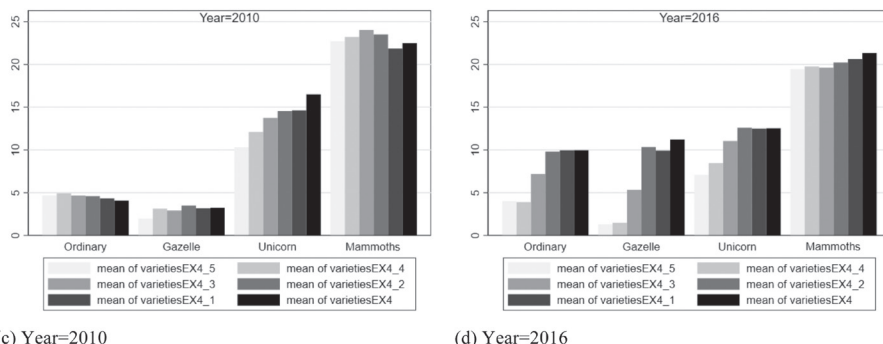 Year=2010
25
20
15
10
5
0
Ordinary Gazelle Unicorn Mammoths
mean of varietiesEX4_5 mean of varietiesEX4_4
mean of varietiesEX4_3 mean of varietiesEX4_2
mean of varietiesEX4_1 mean of varietiesEX4
c) Year=2010
Year=2016
25
20
15
10
5
0
Ordinary Gazelle Unicorn Mammoths
mean of varietiesEX4_5 mean of varietiesEX4_4
mean of varietiesEX4_3 mean of varietiesEX4_2
mean of varietiesEX4_1 mean of varietiesEX4
(d) Year=2016